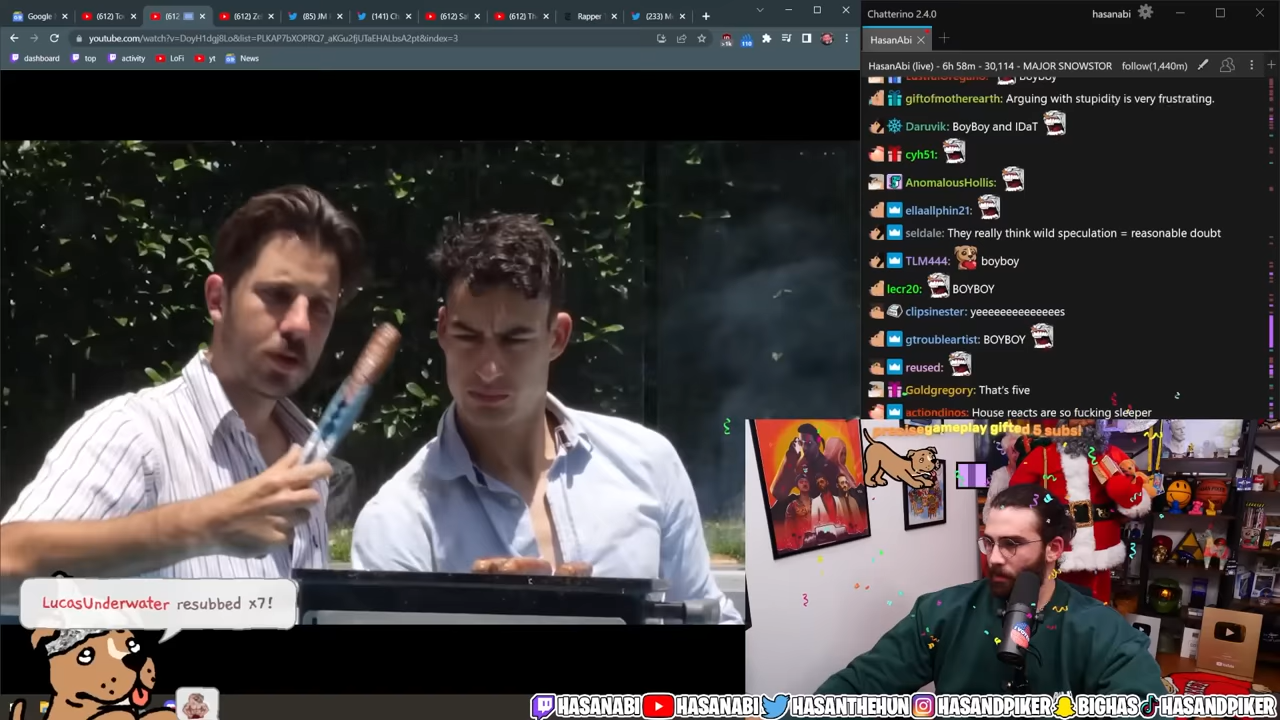 Google
(612) To
(612
(612) Ze
(85) JM
(141) Ch
(612) Sa
(612) Th
Rapper
(233) M
youtube.com/watch?v=DoyH1dgj8Lo&list=PLKAP7bXOPRQ7_aKGu2fjUTaEHALbsA2pt&index=3
dashboard
top
activity
LoFi
yt
News
Chatterino 2.4.0
hasanabi
HasanAbi
HasanAbi (live) - 6h 58m - 30,114 - MAJOR SNOWSTOR
follow(1,440m)
giftofmotherearth: Arguing with stupidity is very frustrating.
Daruvik: BoyBoy and IDaT
cyh51:
AnomalousHollis:
ellaallphin21:
seldale: They really think wild speculation = reasonable doubt
TLM444: boyboy
lecr20: BOYBOY
clipsinester: yeeeeeeeeeeeeees
gtroubleartist: BOYBOY
reused:
Goldgregory: That's five
actiondinos: House reacts are so fucking sleeper
precisegameplay gifted 5 subs!
LucasUnderwater resubbed x7!
HASANABI
HASANABI
HASANTHEHUN
HASANDPIKER
BIGHAS
HASANDPIKER